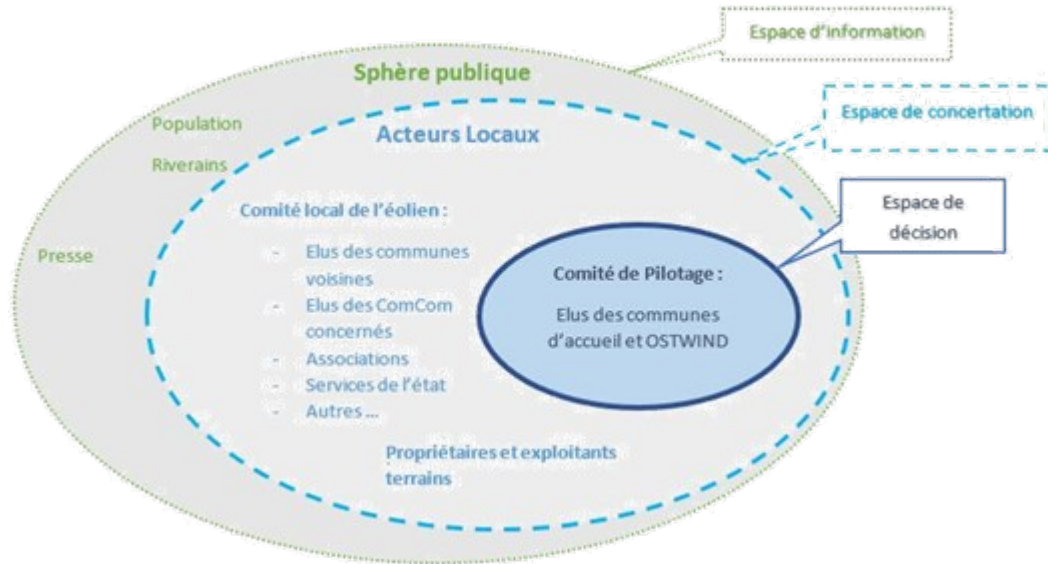 Espace d'information
Sphère publique
Espace de concertation
Population
Acteurs Locaux
Riverains
Espace de
décision
Comité local de l'éolien :
Presse
- Elus des communes
voisines
- Elus des ComCom
concernés
- Associations
- Services de l'état
- Autres ...
Comité de Pilotage :
Elus des communes
d'accueil et OSTWIND
Propriétaires et exploitants
terrains